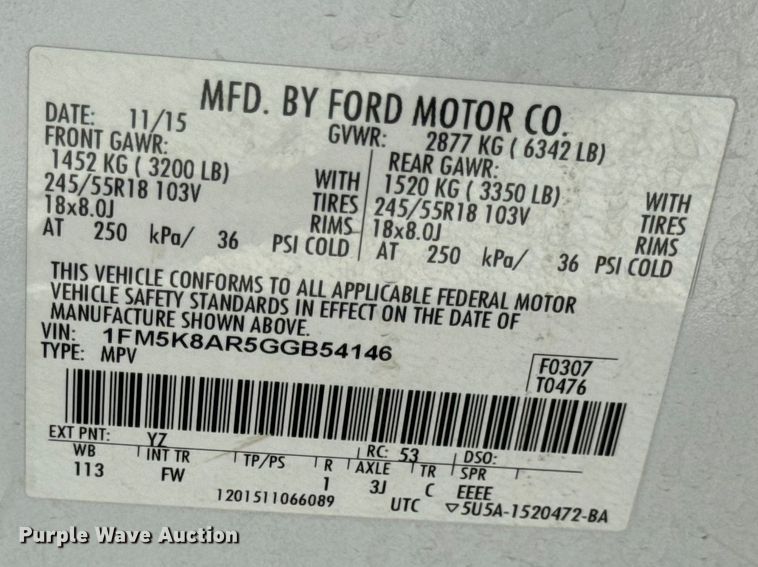 MFD. BY FORD MOTOR CO.
DATE: 11/15 GVWR: 2877 KG ( 6342 LB)
FRONT GAWR: REAR GAWR:
1452 KG ( 3200 LB) WITH 1520 KG ( 3350 LB) WITH
245/55R18 103V TIRES 245/55R18 103V TIRES
18x8.0J RIMS 18x8.0J RIMS
AT 250 kPa/ 36 PSI COLD AT 250 kPa/ 36 PSI COLD
THIS VEHICLE CONFORMS TO ALL APPLICABLE FEDERAL MOTOR
VEHICLE SAFETY STANDARDS IN EFFECT ON THE DATE OF
MANUFACTURE SHOWN ABOVE.
VIN: 1FM5K8AR5GGB54146
TYPE: MPV F0307
T0476
EXT PNT: YZ RC: 53 DSO:
WB INT TR TP/PS R AXLE TR SPR
113 FW 1 3J C EEEE
1201511066089 UTC ▽5U5A-1520472-BA
Purple Wave Auction